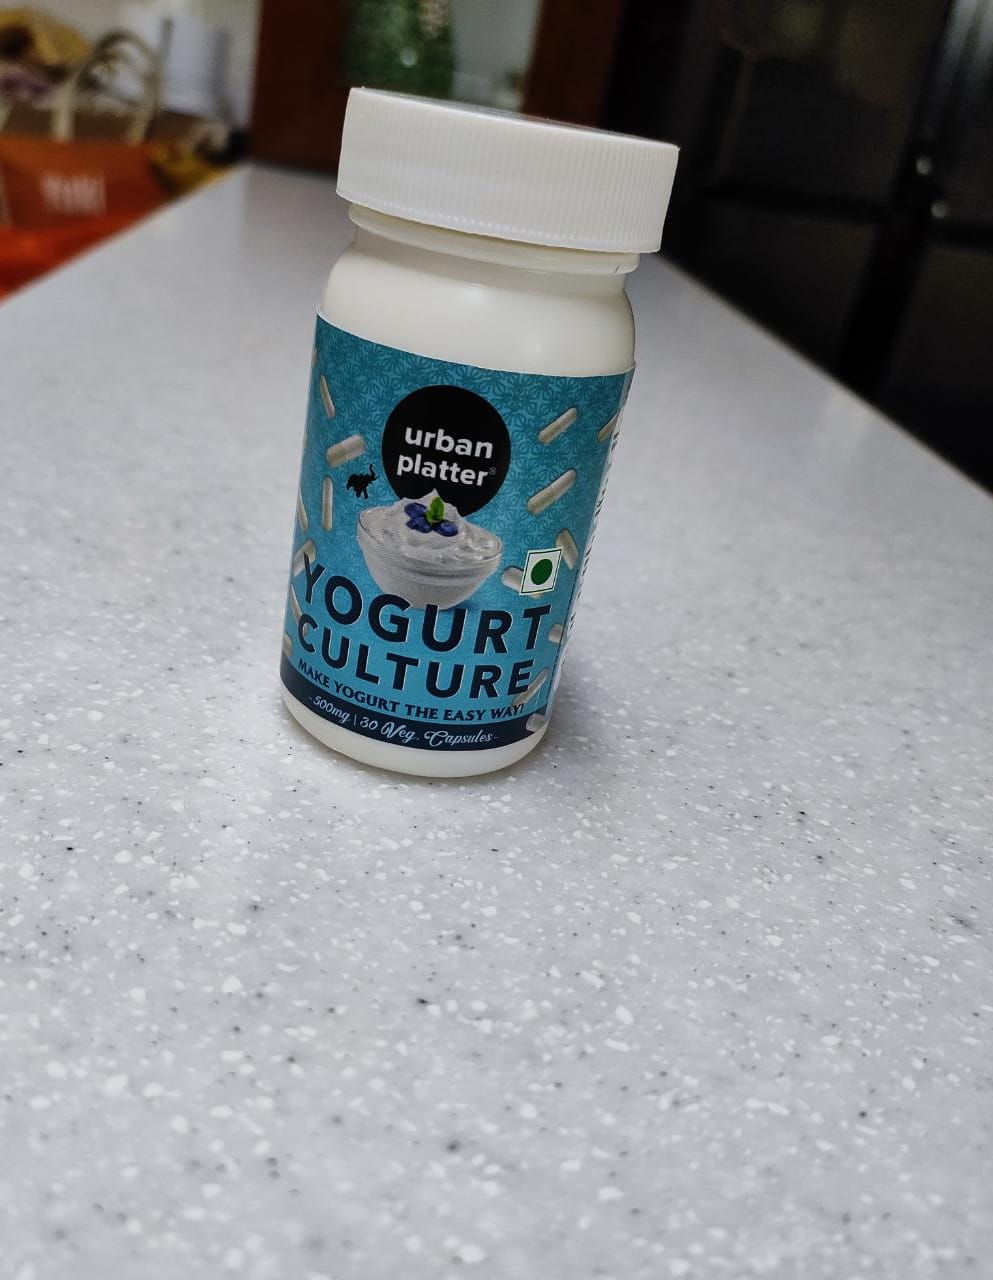 urban
platter®
YOGURT
CULTURE
MAKE YOGURT THE EASY WAY!
-500mg | 30 Veg. Capsules-